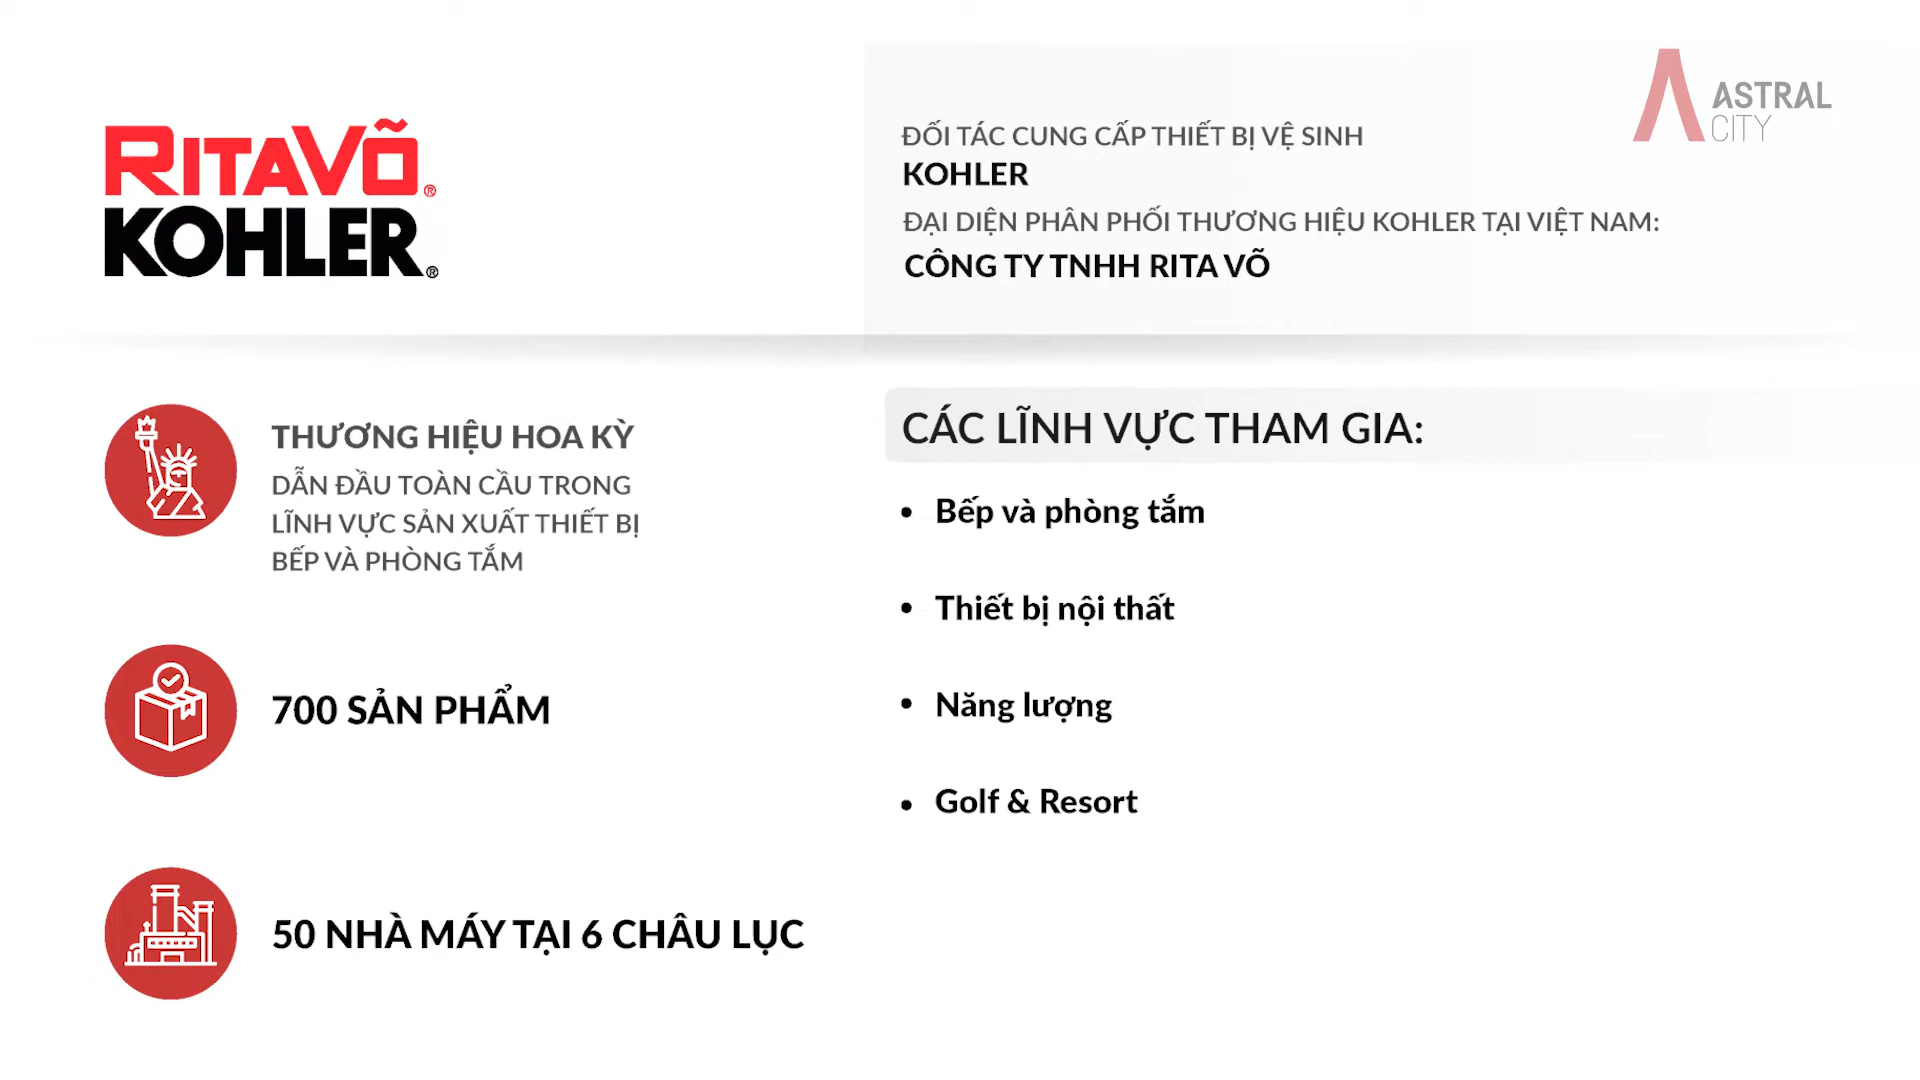 RITAVÕ®
KOHLER®
ASTRAL
CITY
ĐỐI TÁC CUNG CẤP THIẾT BỊ VỆ SINH
KOHLER
ĐẠI DIỆN PHÂN PHỐI THƯƠNG HIỆU KOHLER TẠI VIỆT NAM:
CÔNG TY TNHH RITA VÕ
THƯƠNG HIỆU HOA KỲ
DẪN ĐẦU TOÀN CẦU TRONG
LĨNH VỰC SẢN XUẤT THIẾT BỊ
BẾP VÀ PHÒNG TẮM
700 SẢN PHẨM
50 NHÀ MÁY TẠI 6 CHÂU LỤC
CÁC LĨNH VỰC THAM GIA:
• Bếp và phòng tắm
• Thiết bị nội thất
• Năng lượng
• Golf & Resort